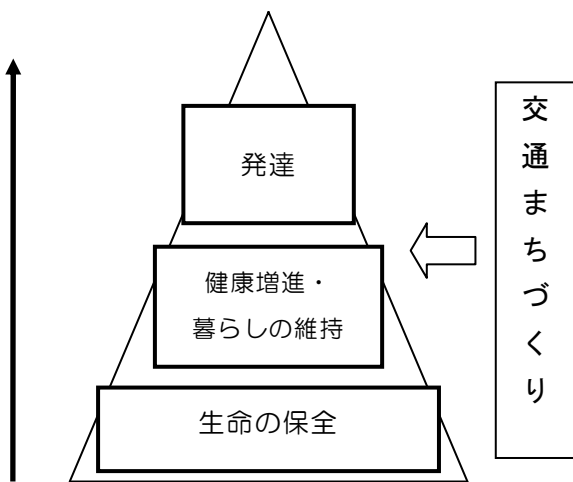 発達
健康増進・
暮らしの維持
生命の保全
交通まちづくり